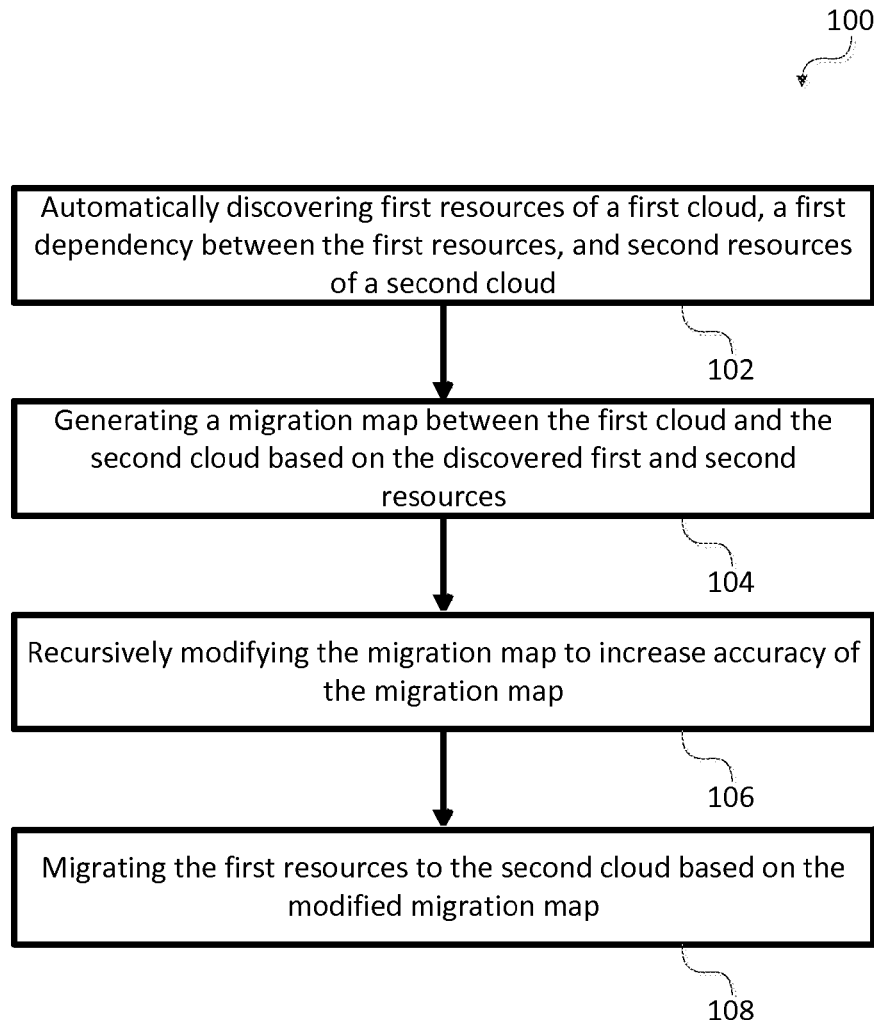 100
Automatically discovering first resources of a first cloud, a first
dependency between the first resources, and second resources
of a second cloud
102
Generating a migration map between the first cloud and the
second cloud based on the discovered first and second
resources
104
Recursively modifying the migration map to increase accuracy of
the migration map
106
Migrating the first resources to the second cloud based on the
modified migration map
108